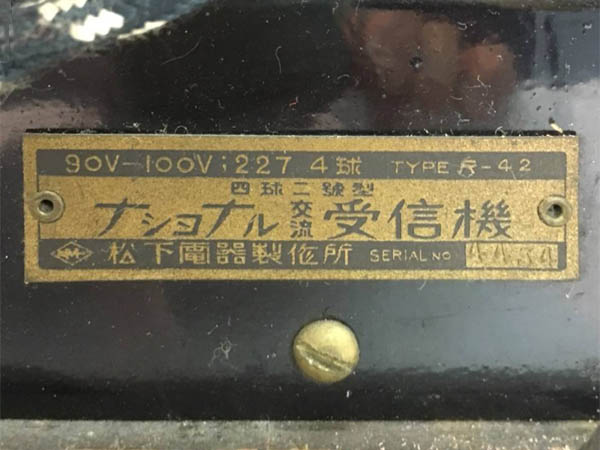 90V-100V; 227 4球 TYPE R-42
四球二號型
ナショナル 交流 受信機
松下電器製作所 SERIAL NO